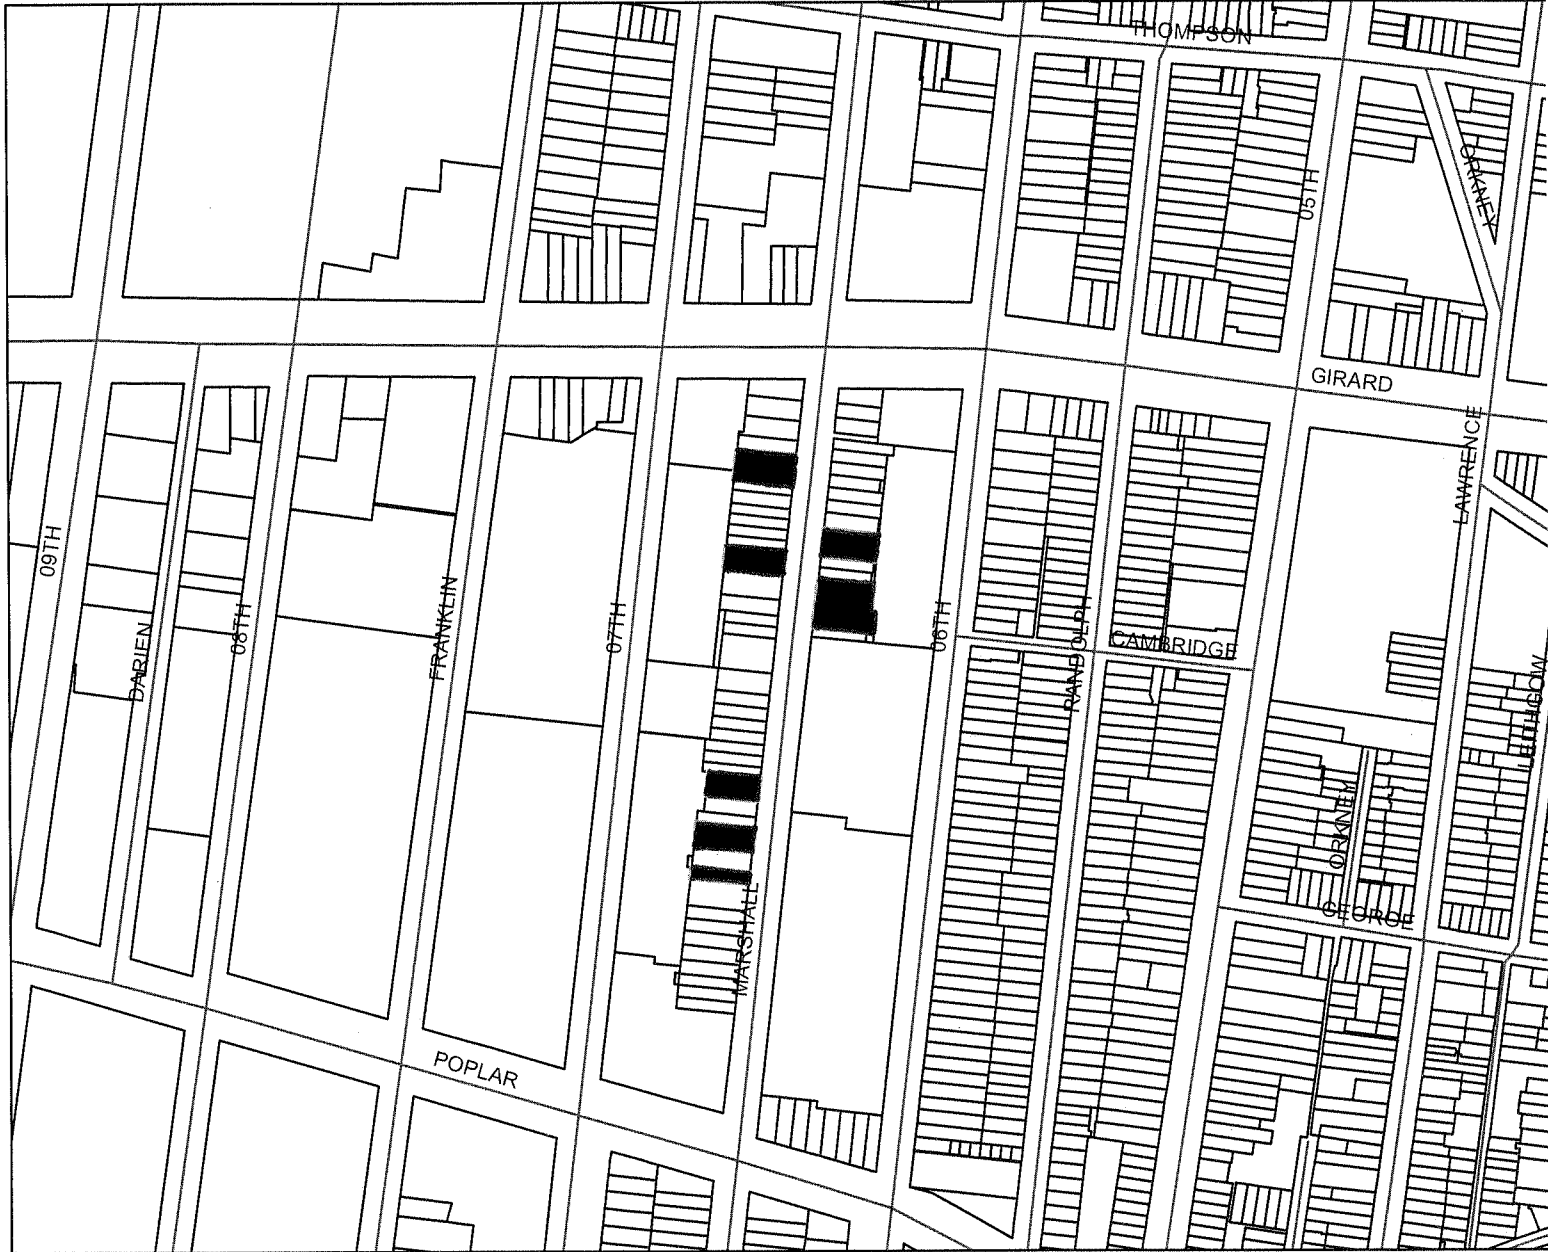 THOMPSON
ORKNEY
05TH
GIRARD
LAWRENCE
09TH
08TH
FRANKLIN
07TH
06TH
DARIEN
RANDOLPH
CAMBRIDGE
LEITHGOW
ORKNEY
MARSHALL
GEORGE
POPLAR